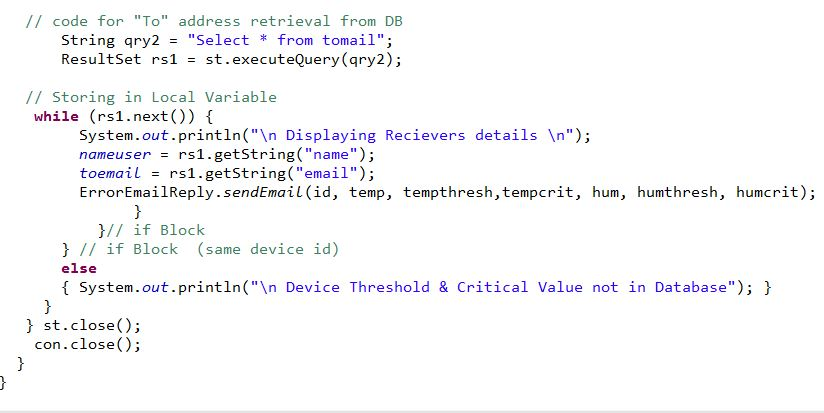 // code for "To" address retrieval from DB
String qry2 = "Select * from tomail";
ResultSet rs1 = st.executeQuery(qry2);
// Storing in Local Variable
while (rs1.next()) {
System.out.println("\n Displaying Recievers details \n");
nameuser = rs1.getString("name");
toemail = rs1.getString("email");
ErrorEmailReply.sendEmail(id, temp, tempthresh,tempcrit, hum, humthresh, humcrit);
}
}// if Block
} // if Block  (same device id)
else
{ System.out.println("\n Device Threshold & Critical Value not in Database"); }
}
} st.close();
con.close();
}
}